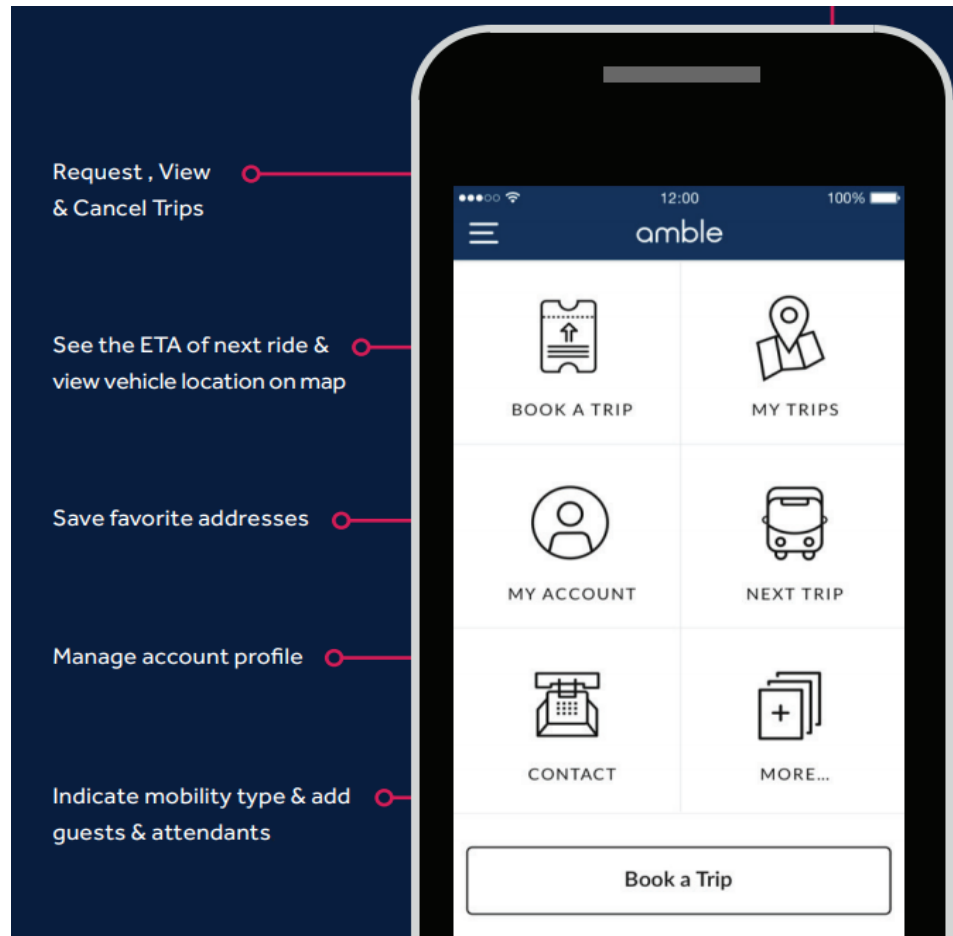 Request , View
& Cancel Trips
See the ETA of next ride &
view vehicle location on map
Save favorite addresses
Manage account profile
Indicate mobility type & add
guests & attendants
12:00
100%
amble
BOOK A TRIP
MY TRIPS
MY ACCOUNT
NEXT TRIP
CONTACT
MORE...
Book a Trip